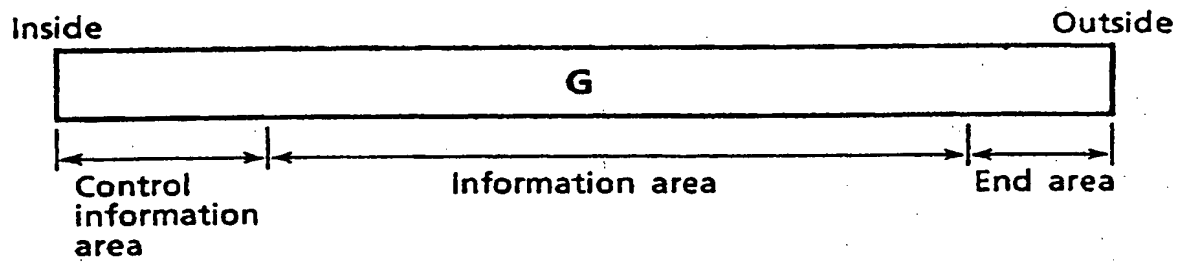 Inside
Outside
G
Control
information
area
Information area
End area